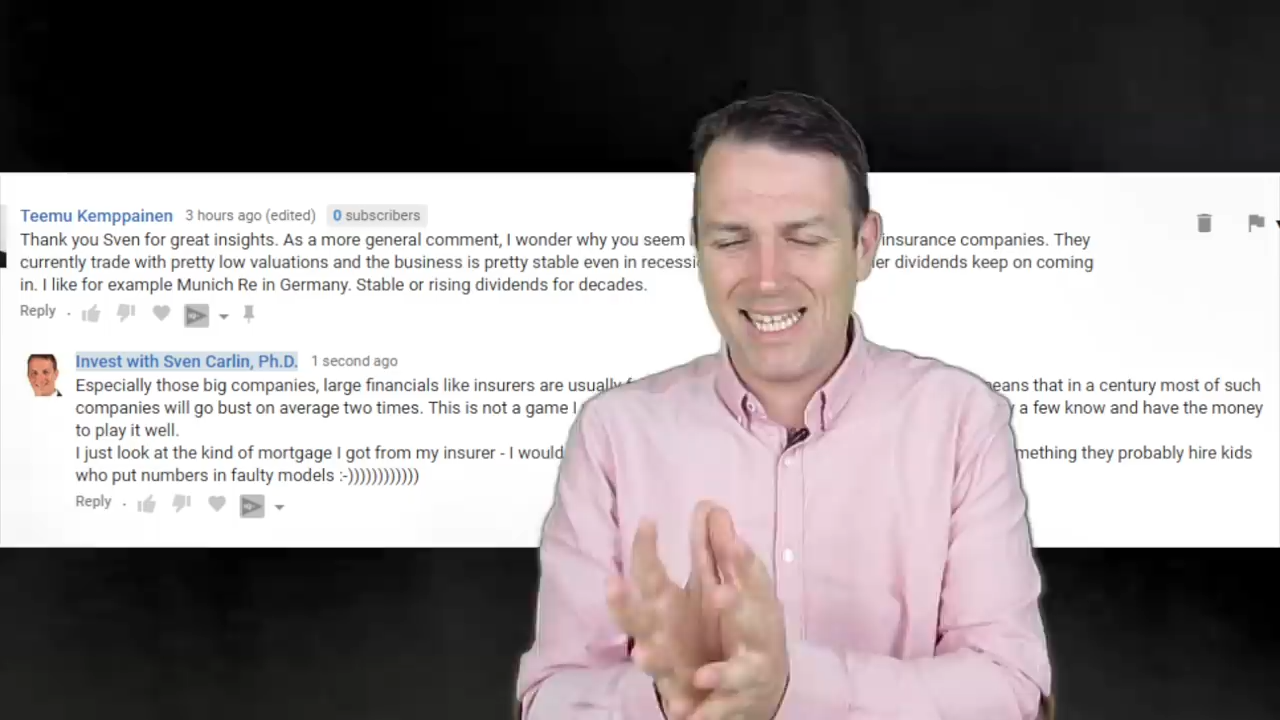 Teemu Kemppainen 3 hours ago (edited) 0 subscribers
Thank you Sven for great insights. As a more general comment, I wonder why you seem insurance companies. They
currently trade with pretty low valuations and the business is pretty stable even in dividends keep on coming
in. I like for example Munich Re in Germany. Stable or rising dividends for decades.
Reply
Invest with Sven Carlin, Ph.D. 1 second ago
Especially those big companies, large financials like insurers are usually that in a century most of such
companies will go bust on average two times. This is not a game I a few know and have the money
to play it well.
I just look at the kind of mortgage I got from my insurer - I would they probably hire kids
who put numbers in faulty models :-))))))))))))
Reply